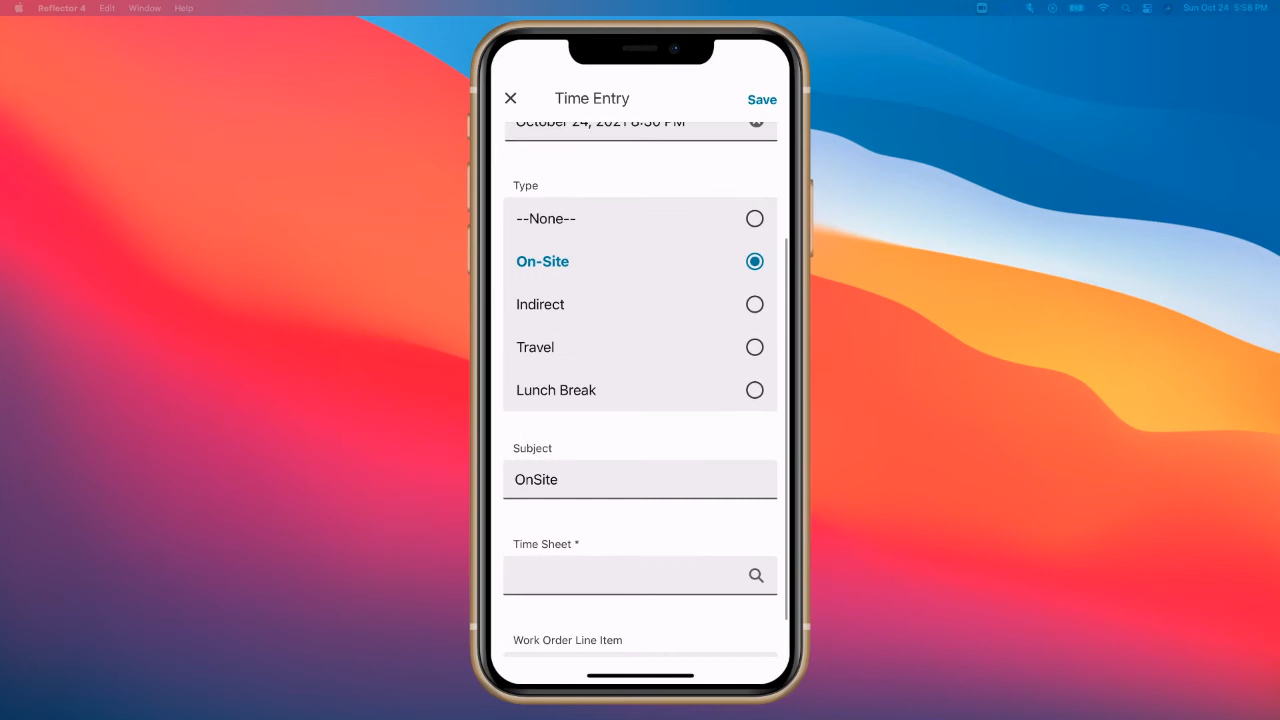 Reflector 4 Edit Window Help Sun Oct 24 5:58 PM
Time Entry Save
October 24, 2021 8:30 PM
Type
--None--
On-Site
Indirect
Travel
Lunch Break
Subject
OnSite
Time Sheet *
Work Order Line Item